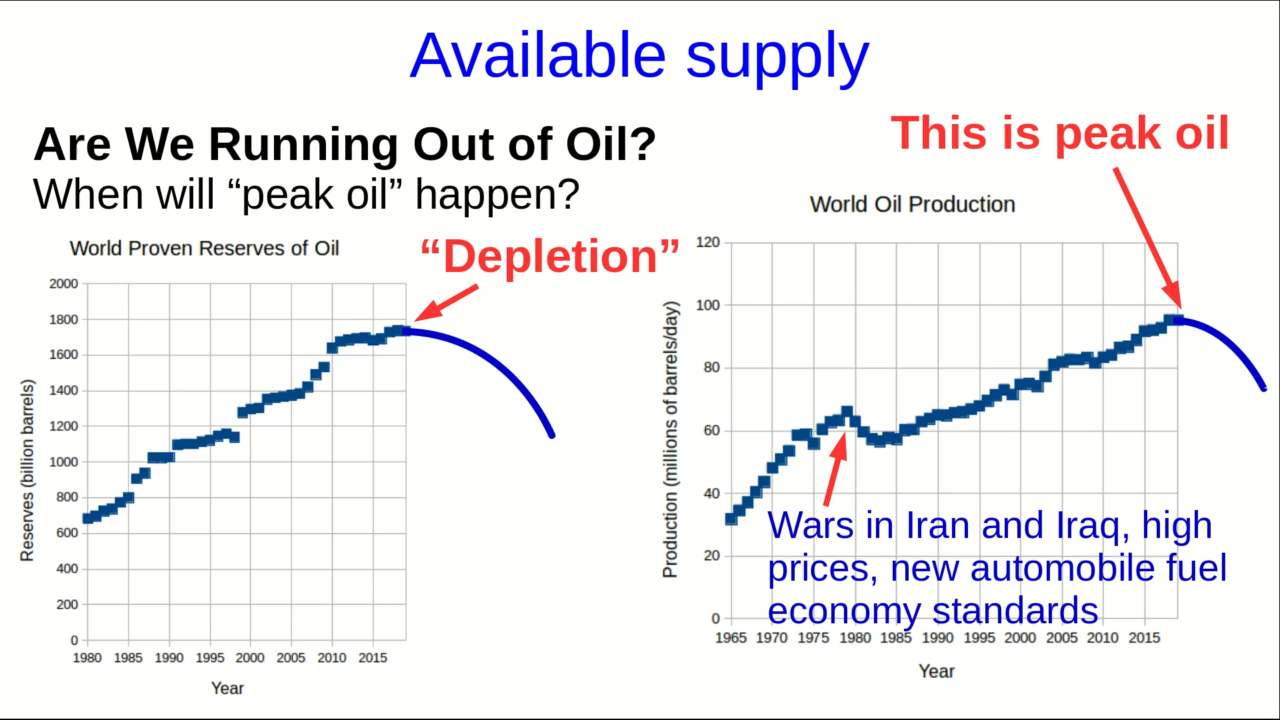 Available supply
Are We Running Out of Oil?
When will “peak oil” happen?
This is peak oil
“Depletion”
World Proven Reserves of Oil
Reserves (billion barrels)
2000
1800
1600
1400
1200
1000
800
600
400
200
0
1980 1985 1990 1995 2000 2005 2010 2015
Year
World Oil Production
Production (millions of barrels/day)
120
100
80
60
40
20
0
Wars in Iran and Iraq, high
prices, new automobile fuel
economy standards
1965 1970 1975 1980 1985 1990 1995 2000 2005 2010 2015
Year